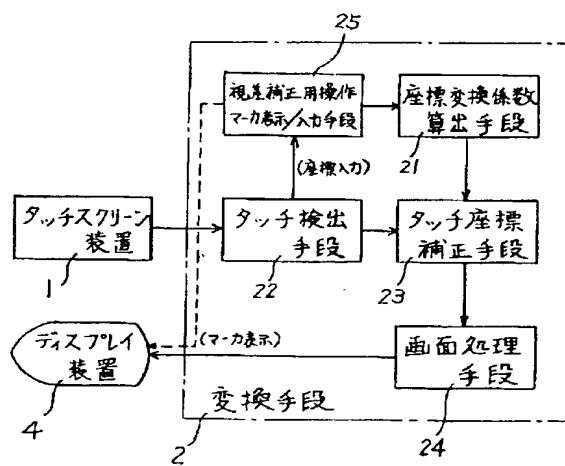 25
視差補正用操作
マーカ表示/入力手段
座標変換係数
算出手段
21
(座標入力)
タッチスクリーン
装置
1
タッチ検出
手段
22
タッチ座標
補正手段
23
(マーカ表示)
ディスプレイ
装置
4
画面処理
手段
24
変換手段
2